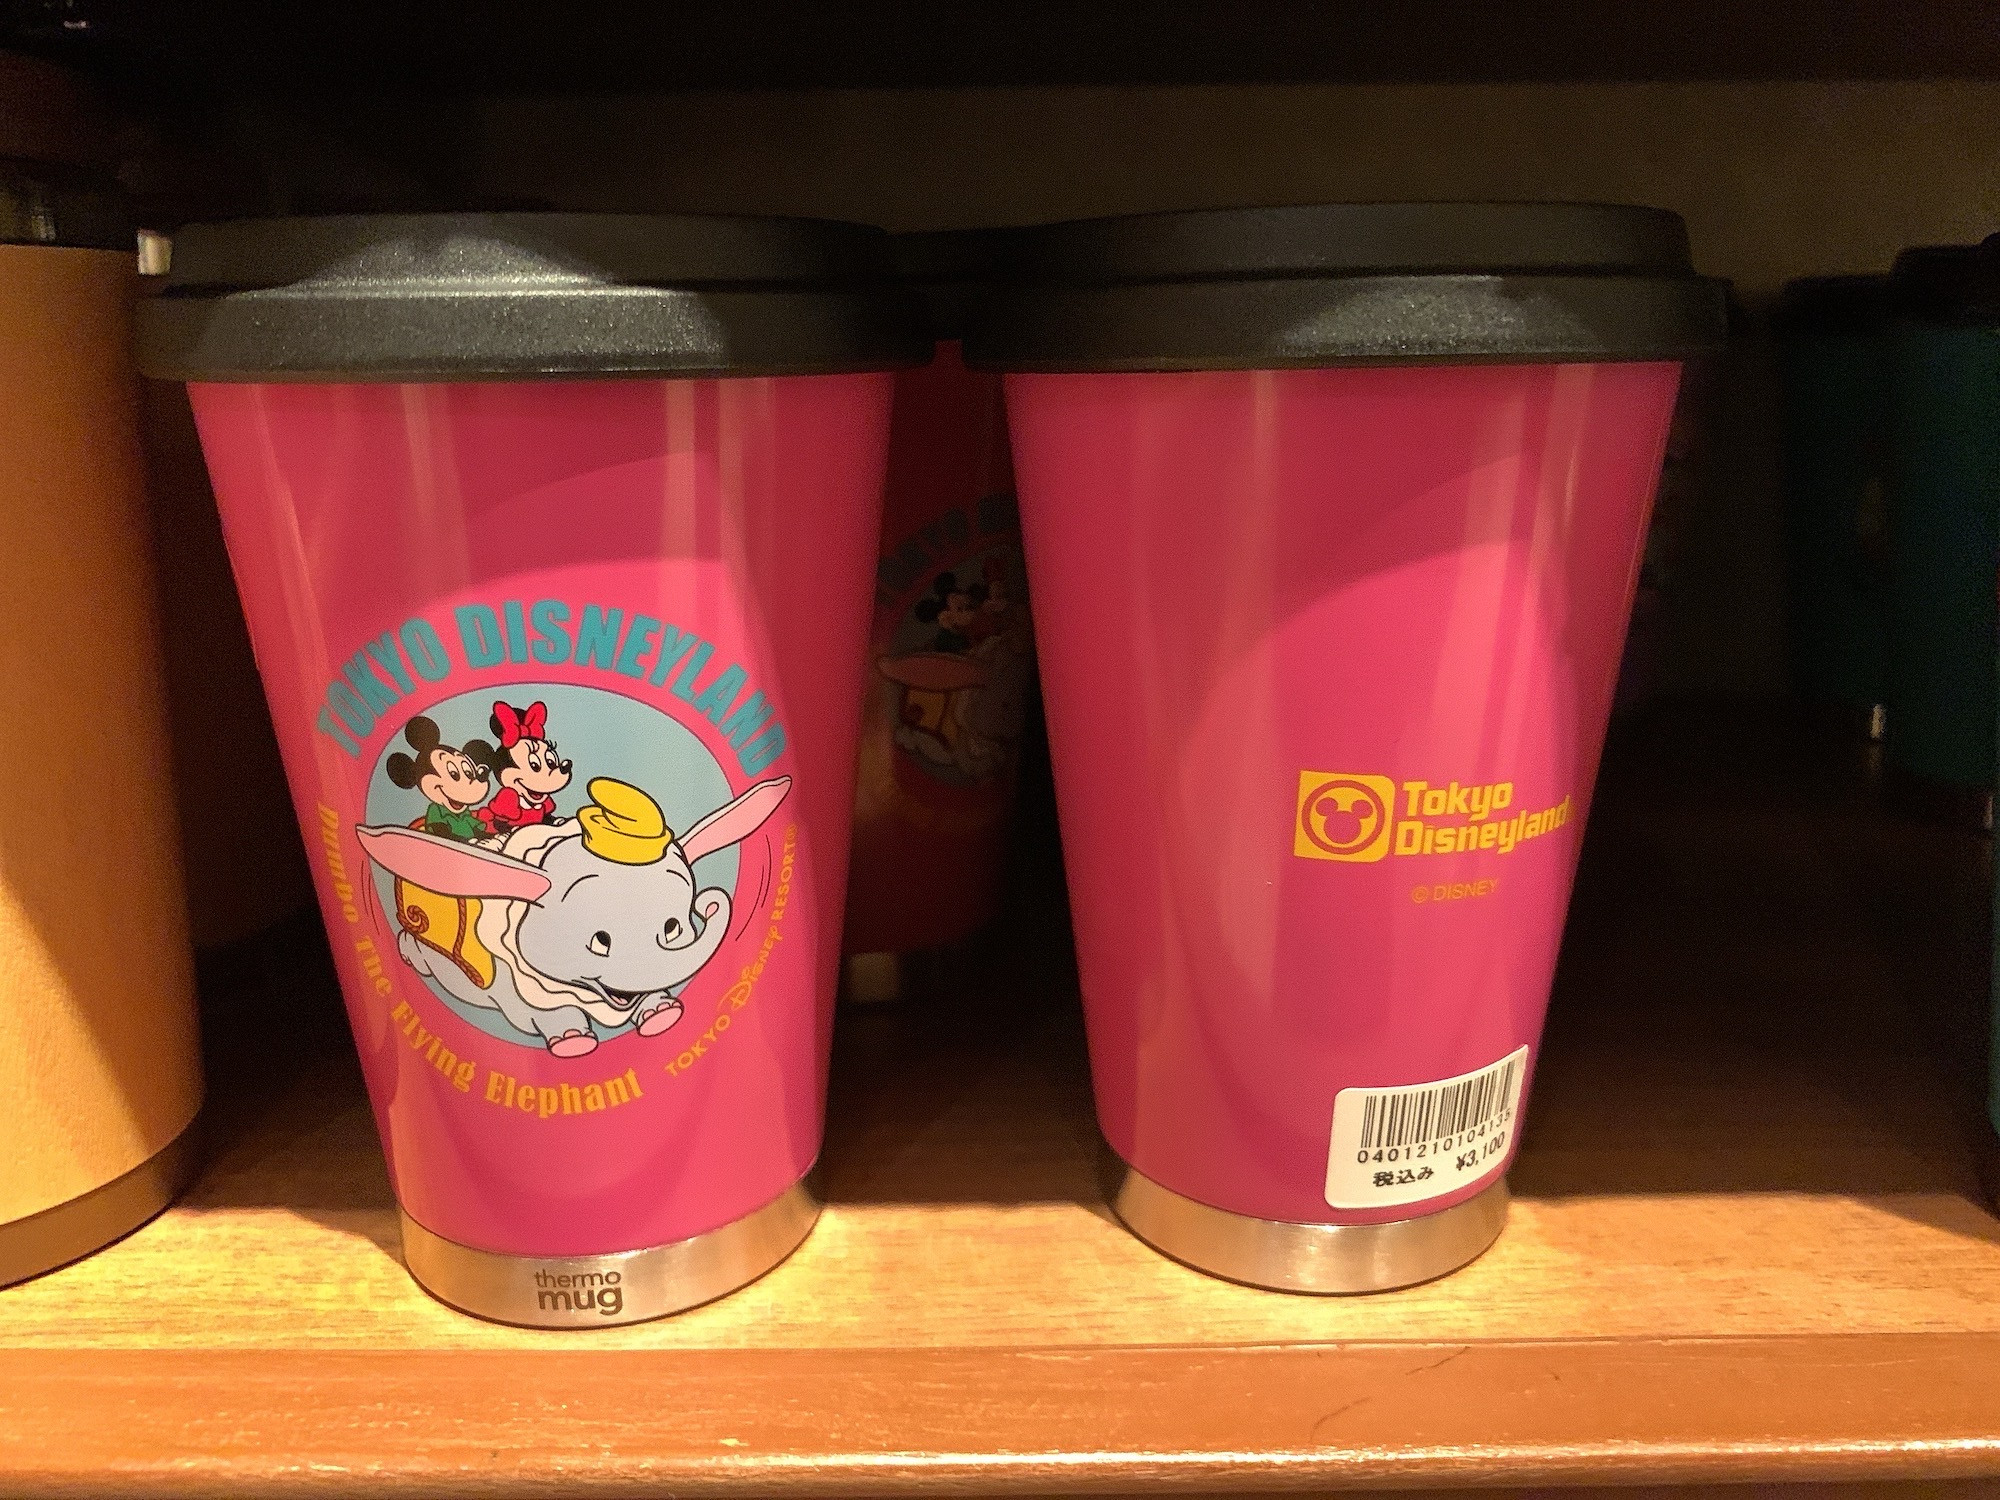 TOKYO DISNEYLAND
Dumbo The Flying Elephant
TOKYO Disney RESORT®
thermo
mug
Tokyo
Disneyland
© DISNEY
0401210104135
税込み ¥3,100